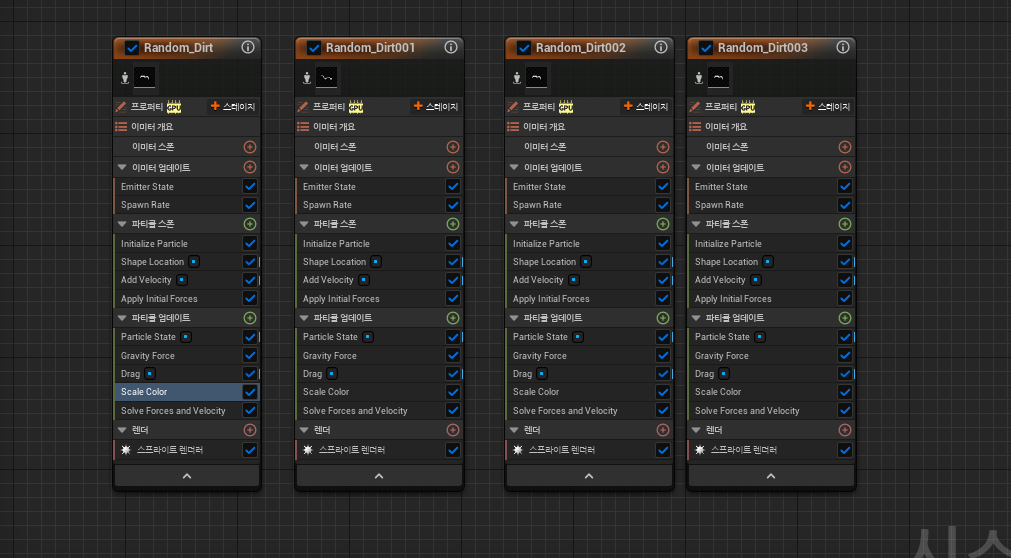 Random_Dirt
프로퍼티 GPU + 스테이지
이미터 개요
이미터 스폰
이미터 업데이트
Emitter State
Spawn Rate
파티클 스폰
Initialize Particle
Shape Location
Add Velocity
Apply Initial Forces
파티클 업데이트
Particle State
Gravity Force
Drag
Scale Color
Solve Forces and Velocity
렌더
스프라이트 렌더러
Random_Dirt001
프로퍼티 GPU + 스테이지
이미터 개요
이미터 스폰
이미터 업데이트
Emitter State
Spawn Rate
파티클 스폰
Initialize Particle
Shape Location
Add Velocity
Apply Initial Forces
파티클 업데이트
Particle State
Gravity Force
Drag
Scale Color
Solve Forces and Velocity
렌더
스프라이트 렌더러
Random_Dirt002
프로퍼티 GPU + 스테이지
이미터 개요
이미터 스폰
이미터 업데이트
Emitter State
Spawn Rate
파티클 스폰
Initialize Particle
Shape Location
Add Velocity
Apply Initial Forces
파티클 업데이트
Particle State
Gravity Force
Drag
Scale Color
Solve Forces and Velocity
렌더
스프라이트 렌더러
Random_Dirt003
프로퍼티 GPU + 스테이지
이미터 개요
이미터 스폰
이미터 업데이트
Emitter State
Spawn Rate
파티클 스폰
Initialize Particle
Shape Location
Add Velocity
Apply Initial Forces
파티클 업데이트
Particle State
Gravity Force
Drag
Scale Color
Solve Forces and Velocity
렌더
스프라이트 렌더러